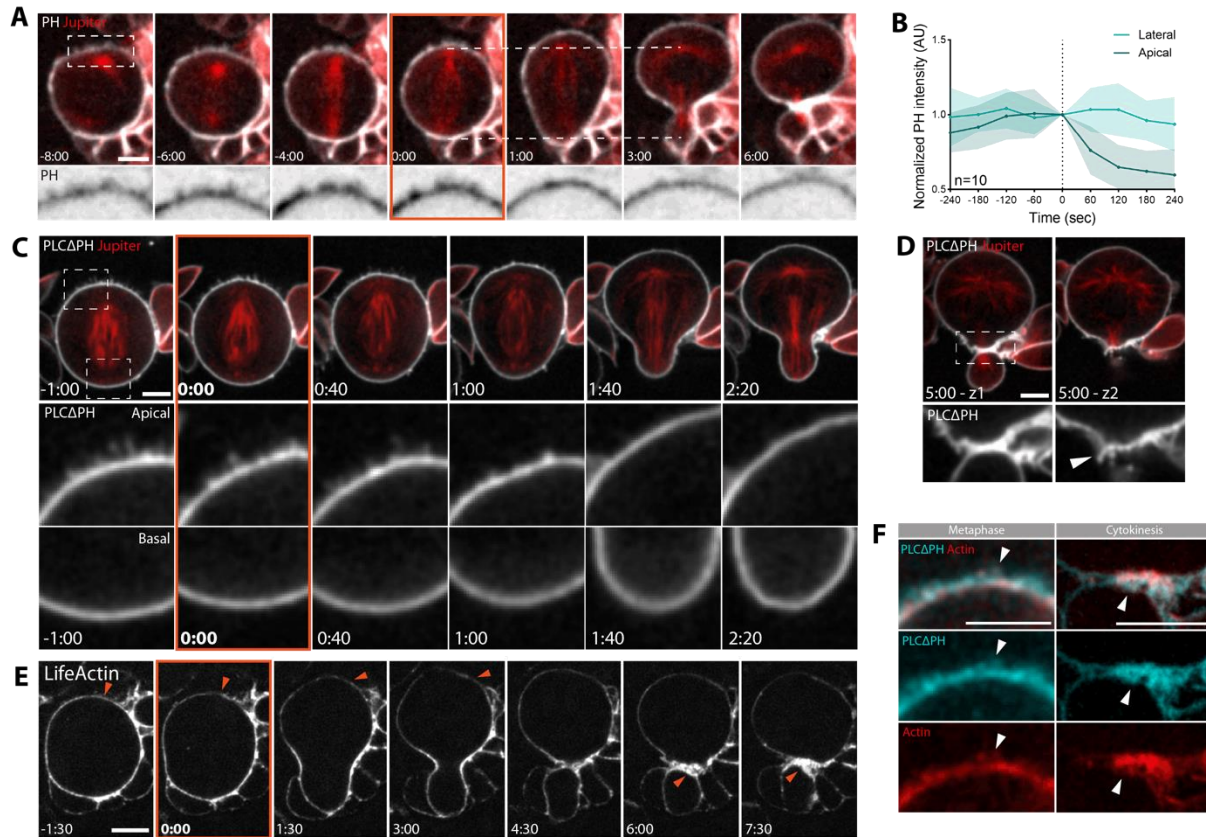 A
PH Jupiter
-8:00
-6:00
-4:00
0:00
1:00
3:00
6:00
PH
B
Normalized PH intensity (AU)
1.5
1.0
0.5
Lateral
Apical
n=10
-240 -180 -120 -60 0 60 120 180 240
Time (sec)
C
PLCΔPH Jupiter
-1:00
0:00
0:40
1:00
1:40
2:20
PLCΔPH Apical
Basal
-1:00
0:00
0:40
1:00
1:40
2:20
D
PLCΔPH Jupiter
5:00 - z1
5:00 - z2
PLCΔPH
E
LifeActin
-1:30
0:00
1:30
3:00
4:30
6:00
7:30
F
Metaphase
Cytokinesis
PLCΔPH Actin
PLCΔPH
Actin